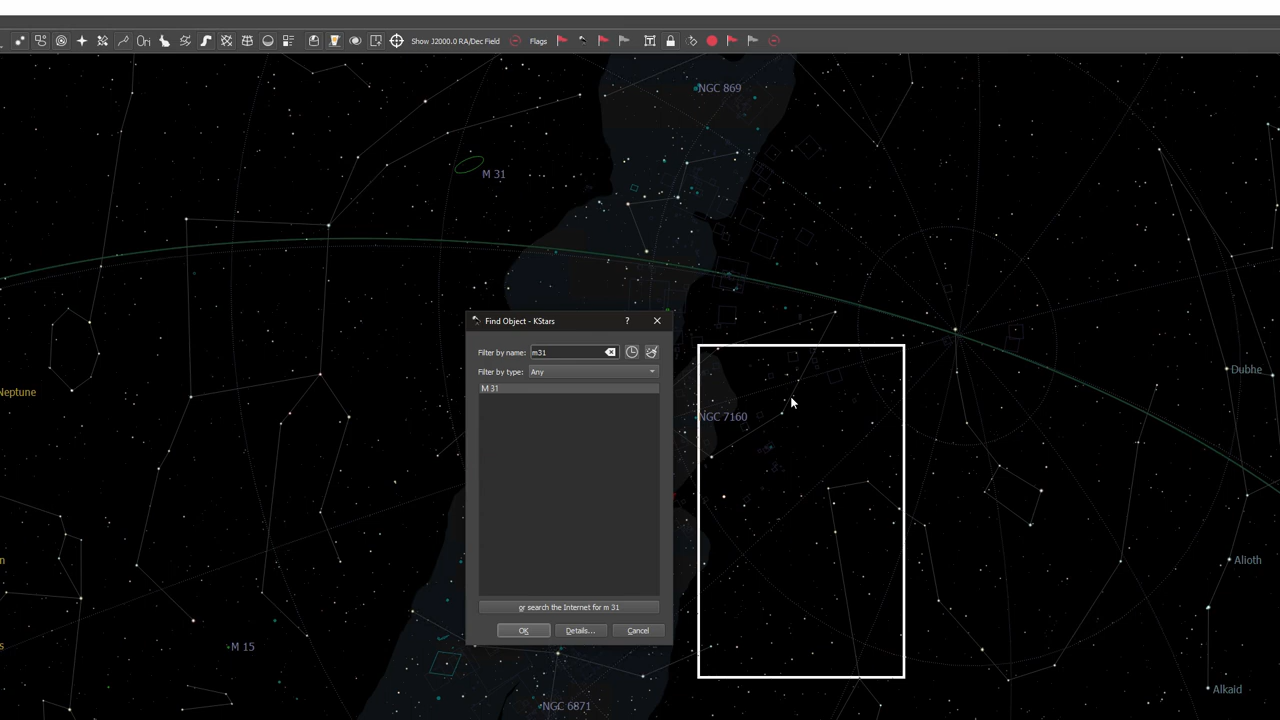 Show J2000.0 RA/Dec Field
Flags
NGC 869
M 31
Find Object - KStars
?
Filter by name: m31
Filter by type: Any
M 31
Neptune
Dubhe
NGC 7160
or search the Internet for m 31
OK
Details...
Cancel
Alioth
M 15
Alkaid
NGC 6871